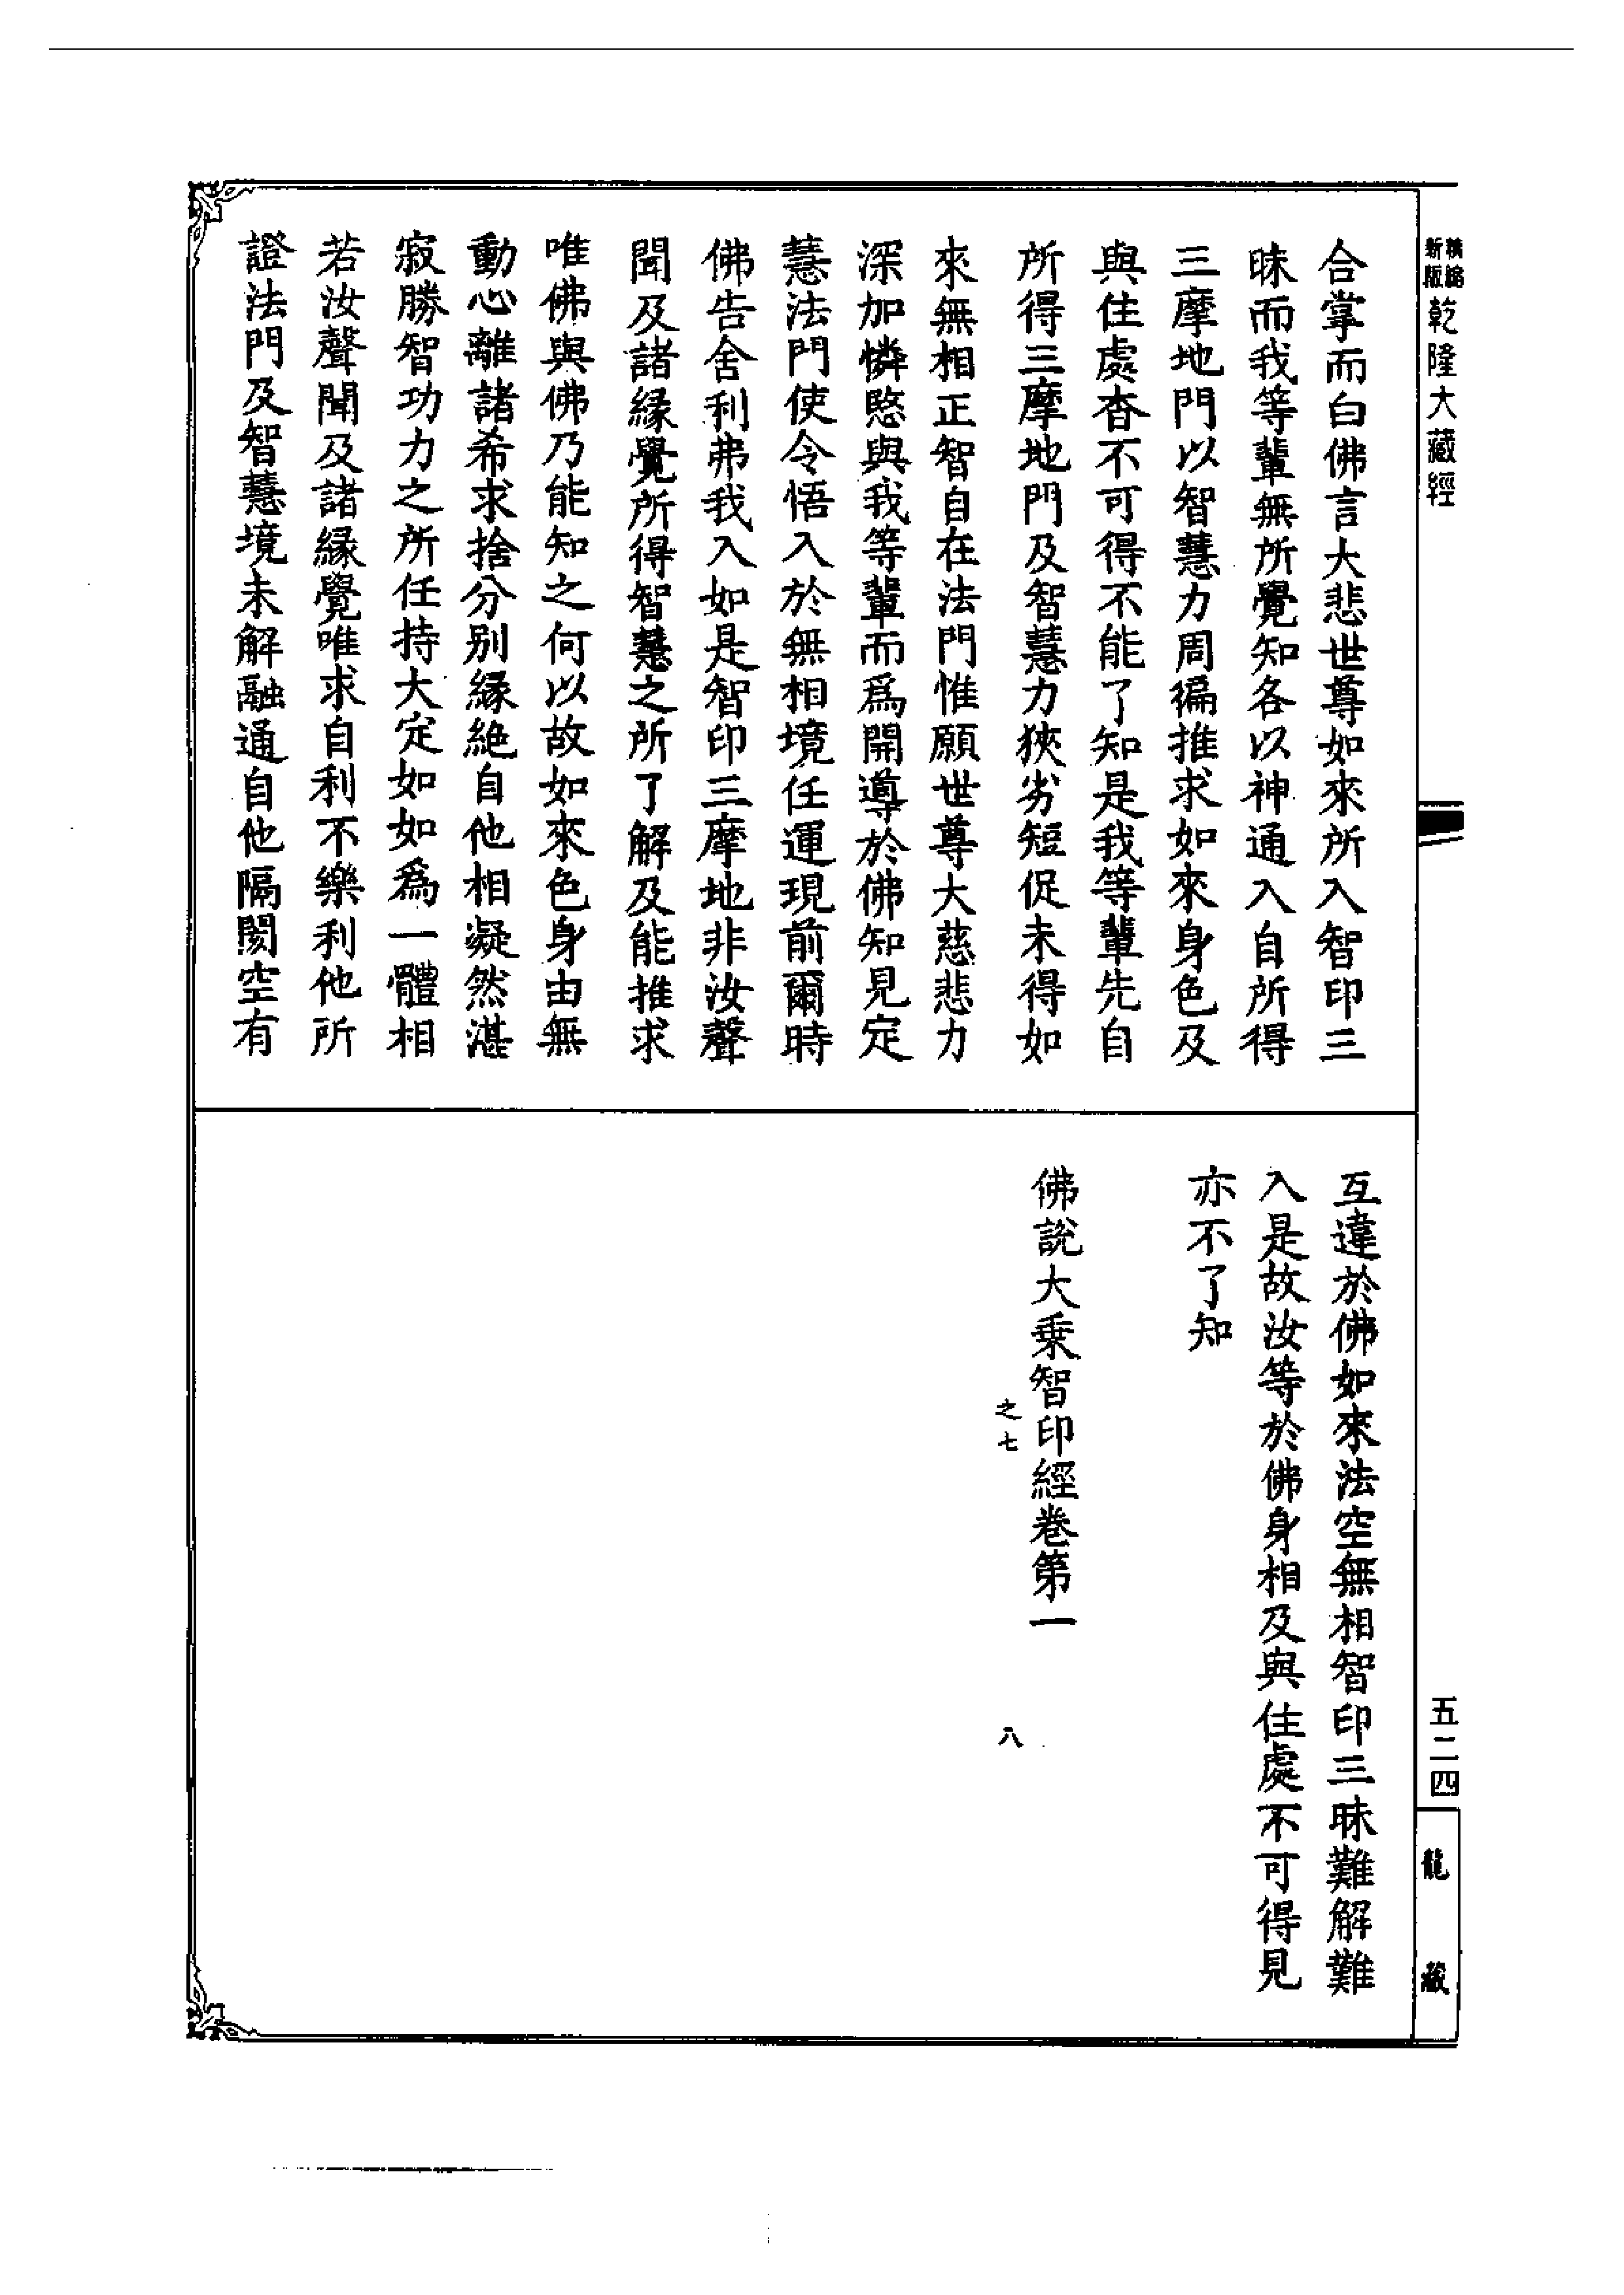 精縮新版乾隆大藏經
五二四
龍藏
合掌而白佛言大悲世尊如來所入智印三
昧而我等輩無所覺知各以神通入自所得
三摩地門以智慧力周徧推求如來身色及
與住處杳不可得不能了知是我等輩先自
所得三摩地門及智慧力狹劣短促未得如
來無相正智自在法門惟願世尊大慈悲力
深加憐愍與我等輩而爲開導於佛知見定
慧法門使令悟入於無相境任運現前爾時
佛告舍利弗我入如是智印三摩地非汝聲
聞及諸緣覺所得智慧之所了解及能推求
唯佛與佛乃能知之何以故如來色身由無
動心離諸希求捨分別緣絶自他相凝然湛
寂勝智功力之所任持大定如如爲一體相
若汝聲聞及諸緣覺唯求自利不樂利他所
證法門及智慧境未解融通自他隔閡空有
互違於佛如來法空無相智印三昧難解難
入是故汝等於佛身相及與住處不可得見
亦不了知
佛說大乘智印經卷第一
之七
八